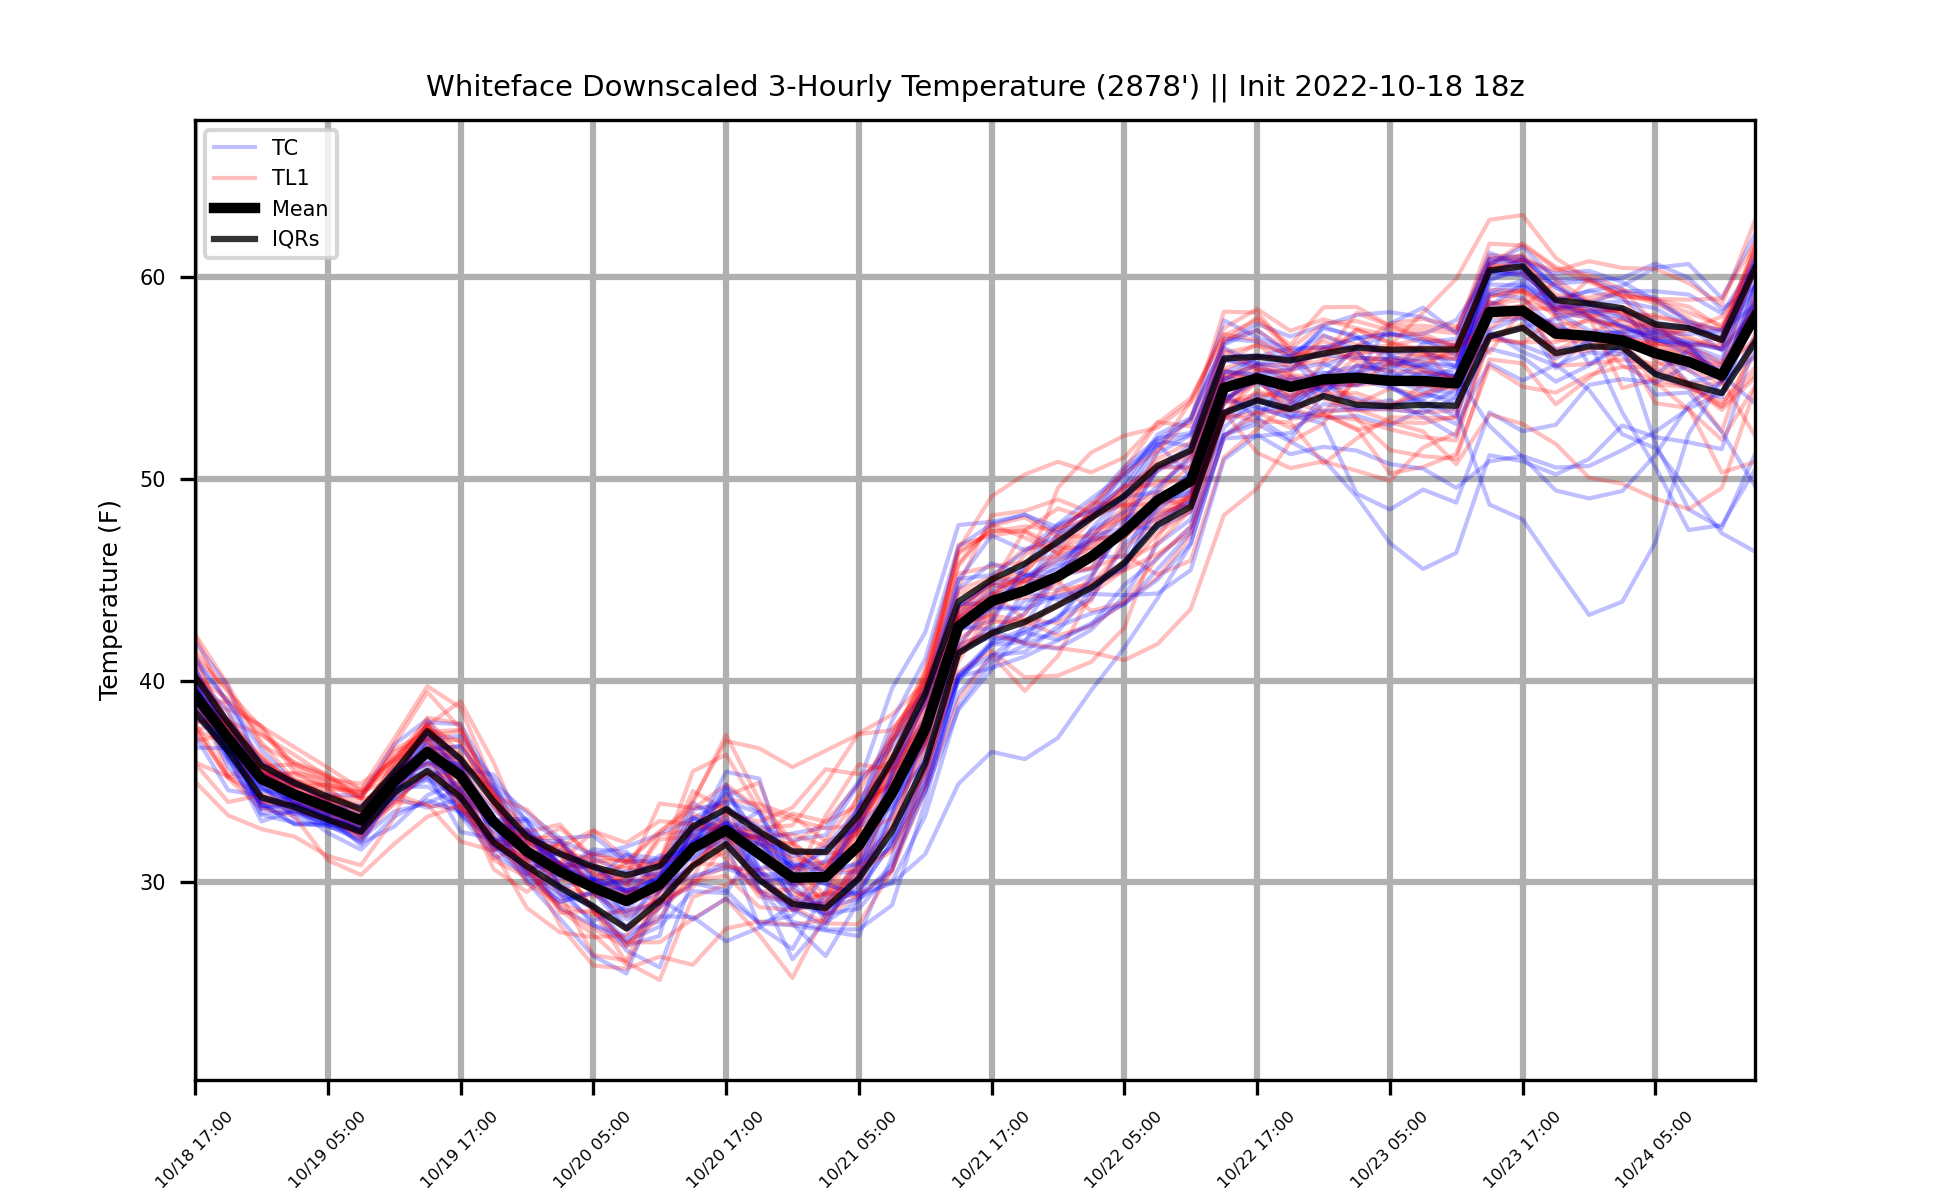 Whiteface Downscaled 3-Hourly Temperature (2878') || Init 2022-10-18 18z
TC
TL1
Mean
IQRs
Temperature (F)
60
50
40
30
10/18 17:00
10/19 05:00
10/19 17:00
10/20 05:00
10/20 17:00
10/21 05:00
10/21 17:00
10/22 05:00
10/22 17:00
10/23 05:00
10/23 17:00
10/24 05:00